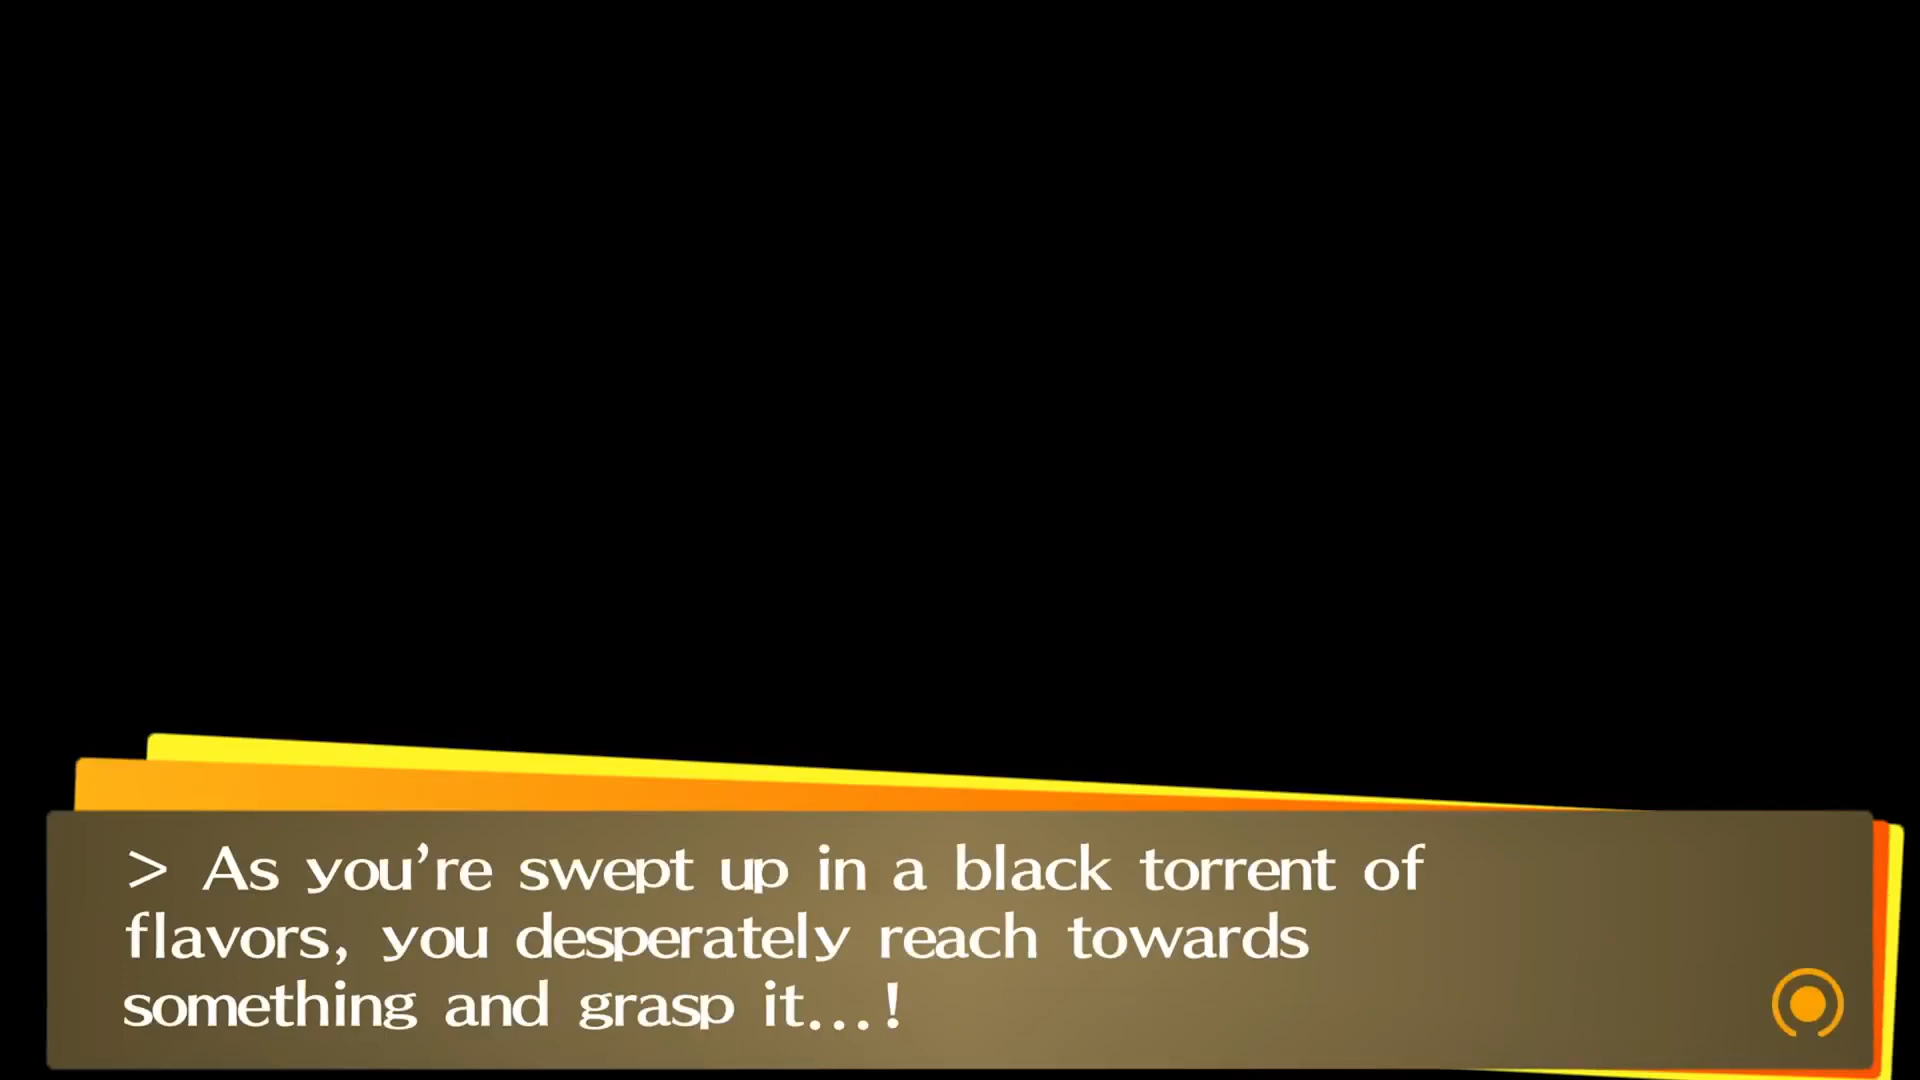 > As you're swept up in a black torrent of
flavors, you desperately reach towards
something and grasp it...!